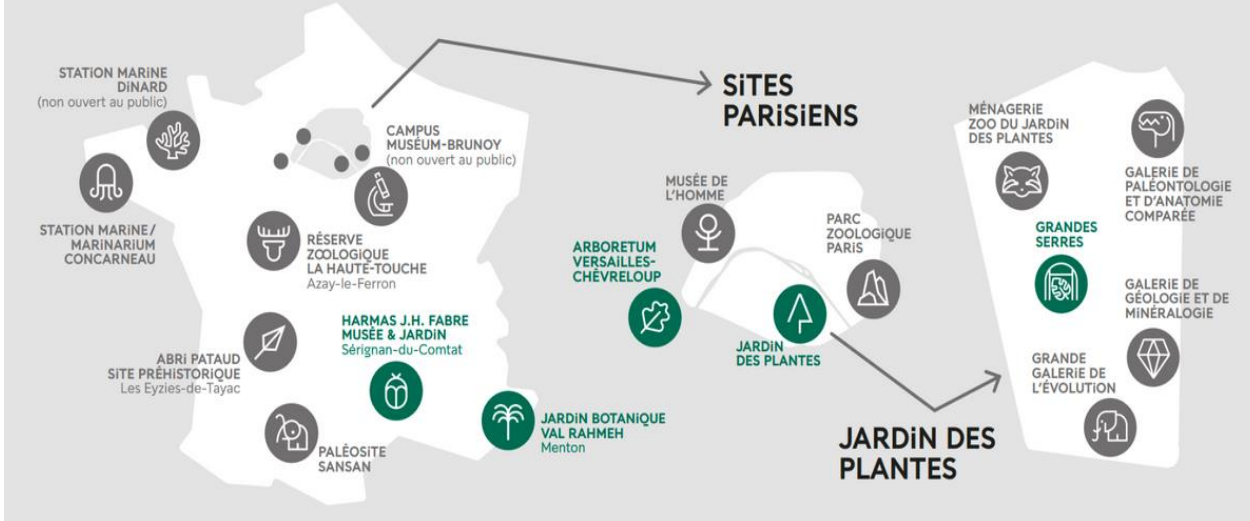 STATiON MARiNE
DiNARD
(non ouvert au public)
STATiON MARiNE /
MARiNARiUM
CONCARNEAU
CAMPUS
MUSÉUM-BRUNOY
(non ouvert au public)
RÉSERVE
ZOOLOGiQUE
LA HAUTE-TOUCHE
Azay-le-Ferron
HARMAS J.H. FABRE
MUSÉE & JARDiN
Sérignan-du-Comtat
ABRi PATAUD
SiTE PRÉHiSTORiQUE
Les Eyzies-de-Tayac
PALÉOSiTE
SANSAN
JARDiN BOTANiQUE
VAL RAHMEH
Menton
SiTES
PARiSiENS
MUSÉE DE
L’HOMME
ARBORETUM
VERSAiLLES-
CHÈVRELOUP
PARC
ZOOLOGiQUE
PARiS
JARDiN
DES PLANTES
JARDiN DES
PLANTES
MÉNAGERiE
ZOO DU JARDiN
DES PLANTES
GALERiE DE
PALÉONTOLOGiE
ET D’ANATOMiE
COMPARÉE
GRANDES
SERRES
GALERiE DE
GÉOLOGiE ET DE
MiNÉRALOGiE
GRANDE
GALERiE DE
L’ÉVOLUTiON